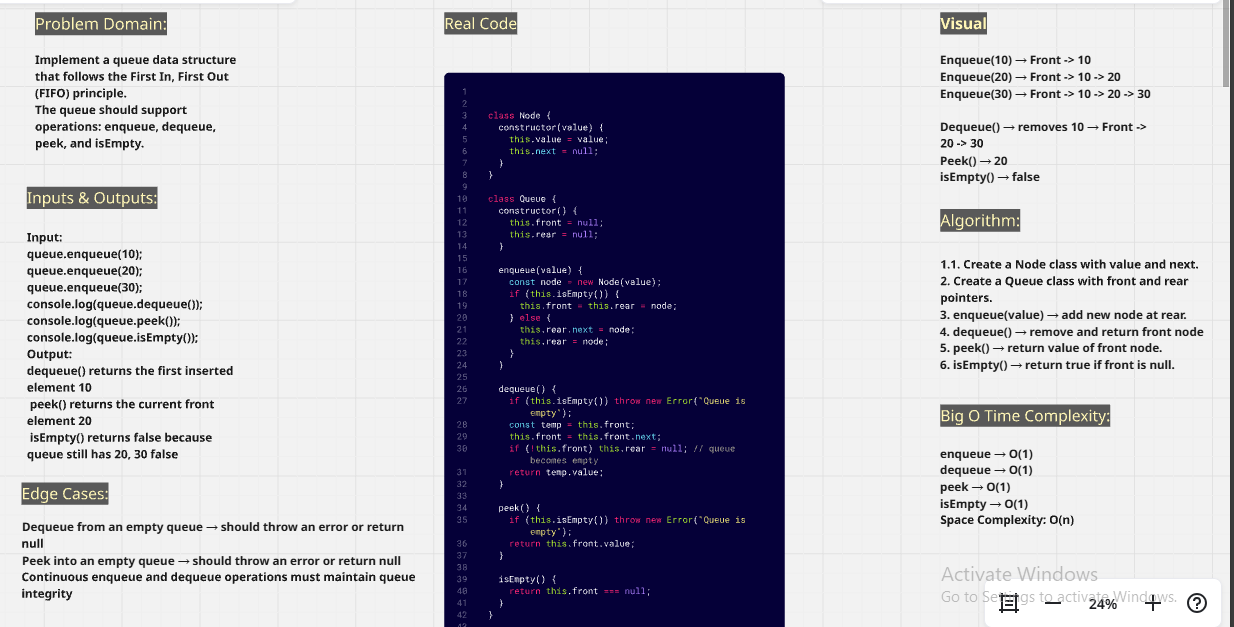 Problem Domain:
Implement a queue data structure
that follows the First In, First Out
(FIFO) principle.
The queue should support
operations: enqueue, dequeue,
peek, and isEmpty.
Inputs & Outputs:
Input:
queue.enqueue(10);
queue.enqueue(20);
queue.enqueue(30);
console.log(queue.dequeue());
console.log(queue.peek());
console.log(queue.isEmpty());
Output:
dequeue() returns the first inserted
element 10
peek() returns the current front
element 20
isEmpty() returns false because
queue still has 20, 30 false
Edge Cases:
Dequeue from an empty queue → should throw an error or return
null
Peek into an empty queue → should throw an error or return null
Continuous enqueue and dequeue operations must maintain queue
integrity
Real Code
1
2
3 class Node {
4 constructor(value) {
5 this.value = value;
6 this.next = null;
7 }
8 }
9
10 class Queue {
11 constructor() {
12 this.front = null;
13 this.rear = null;
14 }
15
16 enqueue(value) {
17 const node = new Node(value);
18 if (this.isEmpty()) {
19 this.front = this.rear = node;
20 } else {
21 this.rear.next = node;
22 this.rear = node;
23 }
24 }
25
26 dequeue() {
27 if (this.isEmpty()) throw new Error("Queue is
empty");
28 const temp = this.front;
29 this.front = this.front.next;
30 if (!this.front) this.rear = null; // queue
becomes empty
31 return temp.value;
32 }
33
34 peek() {
35 if (this.isEmpty()) throw new Error("Queue is
empty");
36 return this.front.value;
37 }
38
39 isEmpty() {
40 return this.front === null;
41 }
42 }
Visual
Enqueue(10) → Front -> 10
Enqueue(20) → Front -> 10 -> 20
Enqueue(30) → Front -> 10 -> 20 -> 30
Dequeue() → removes 10 → Front ->
20 -> 30
Peek() → 20
isEmpty() → false
Algorithm:
1.1. Create a Node class with value and next.
2. Create a Queue class with front and rear
pointers.
3. enqueue(value) → add new node at rear.
4. dequeue() → remove and return front node
5. peek() → return value of front node.
6. isEmpty() → return true if front is null.
Big O Time Complexity:
enqueue → O(1)
dequeue → O(1)
peek → O(1)
isEmpty → O(1)
Space Complexity: O(n)
Activate Windows
Go to Settings to activate Windows.
24%